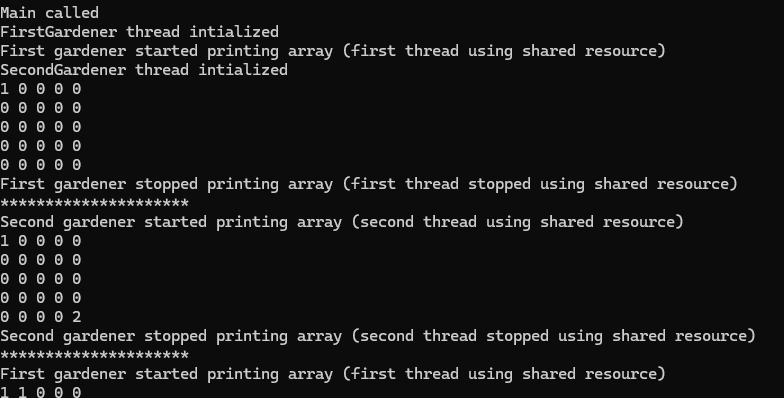 Main called
FirstGardener thread intialized
First gardener started printing array (first thread using shared resource)
SecondGardener thread intialized
1 0 0 0 0
0 0 0 0 0
0 0 0 0 0
0 0 0 0 0
0 0 0 0 0
First gardener stopped printing array (first thread stopped using shared resource)
*********************
Second gardener started printing array (second thread using shared resource)
1 0 0 0 0
0 0 0 0 0
0 0 0 0 0
0 0 0 0 0
0 0 0 0 2
Second gardener stopped printing array (second thread stopped using shared resource)
*********************
First gardener started printing array (first thread using shared resource)
1 1 0 0 0